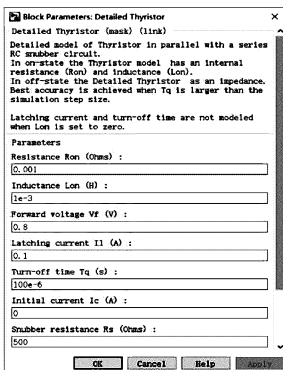 Block Parameters: Detailed Thyristor
Detailed Thyristor (mask) (link)
Detailed model of Thyristor in parallel with a series
RC snubber circuit.
In on-state the Thyristor model has an internal
resistance (Ron) and inductance (Lon).
In off-state the Detailed Thyristor as an impedance.
Best accuracy is achieved when Tq is larger than the
simulation step size.
Latching current and turn-off time are not modeled
when Lon is set to zero.
Parameters
Resistance Ron (Ohms) :
0.001
Inductance Lon (H) :
1e-3
Forward voltage Vf (V) :
0.8
Latching current Il (A) :
0.1
Turn-off time Tq (s) :
100e-6
Initial current Ic (A) :
0
Snubber resistance Rs (Ohms) :
500
OK Cancel Help Apply